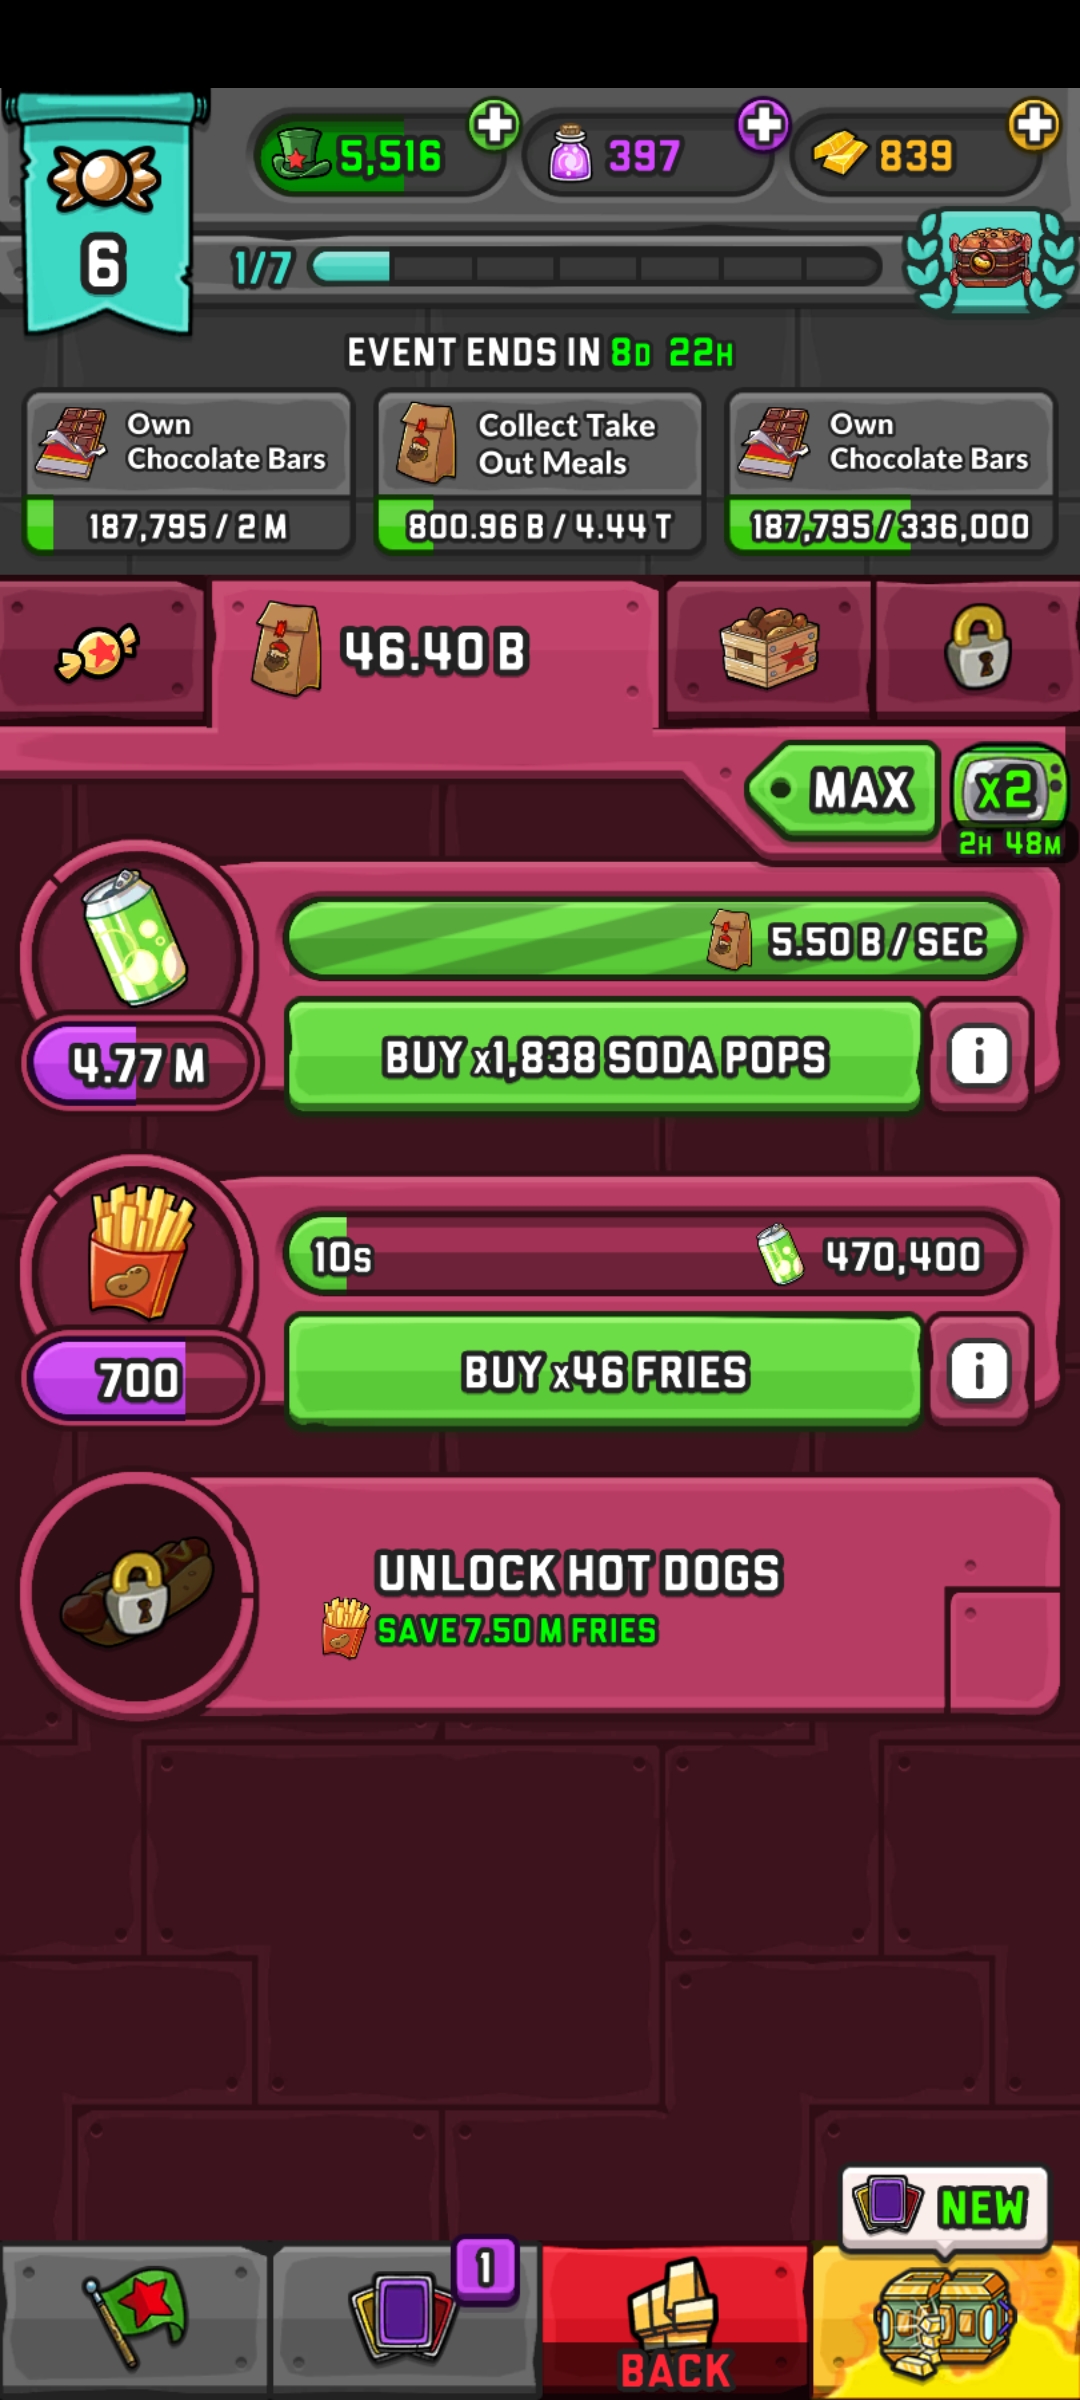 5,516
397
839
6
1/7
EVENT ENDS IN 8D 22H
Own
Chocolate Bars
187,795 / 2 M
Collect Take
Out Meals
800.96 B / 4.44 T
Own
Chocolate Bars
187,795 / 336,000
46.40 B
MAX
x2
2H 48M
5.50 B / SEC
4.77 M
BUY x1,838 SODA POPS
i
10s
470,400
700
BUY x46 FRIES
i
UNLOCK HOT DOGS
SAVE 7.50 M FRIES
NEW
1
BACK